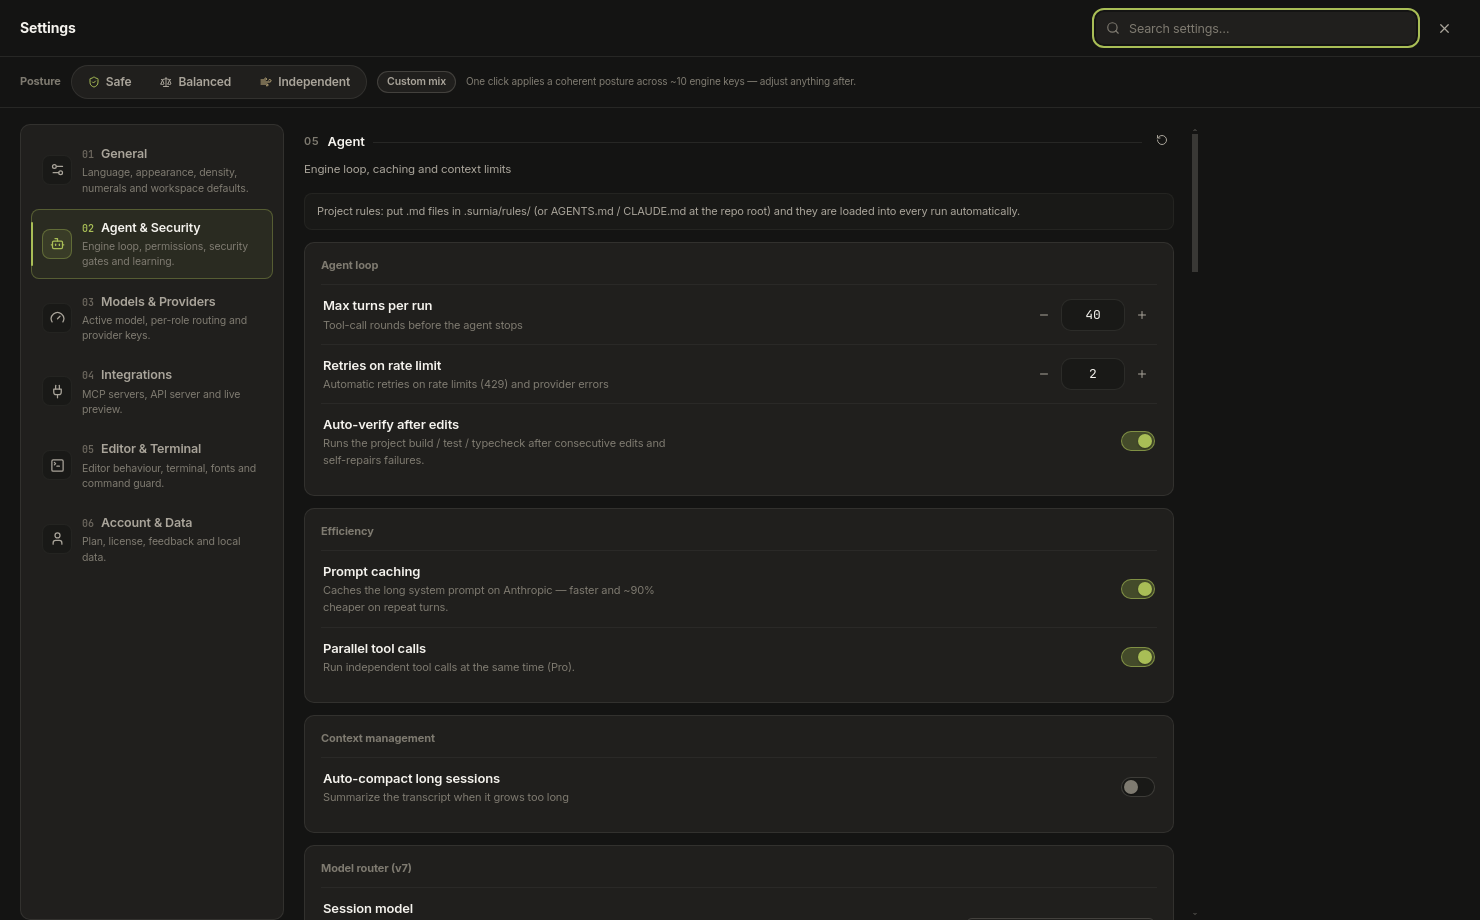 Settings
Search settings...
Posture
Safe
Balanced
Independent
Custom mix
One click applies a coherent posture across ~10 engine keys — adjust anything after.
01 General
Language, appearance, density,
numerals and workspace defaults.
02 Agent & Security
Engine loop, permissions, security
gates and learning.
03 Models & Providers
Active model, per-role routing and
provider keys.
04 Integrations
MCP servers, API server and live
preview.
05 Editor & Terminal
Editor behaviour, terminal, fonts and
command guard.
06 Account & Data
Plan, license, feedback and local
data.
05 Agent
Engine loop, caching and context limits
Project rules: put .md files in .surnia/rules/ (or AGENTS.md / CLAUDE.md at the repo root) and they are loaded into every run automatically.
Agent loop
Max turns per run
Tool-call rounds before the agent stops
− 40 +
Retries on rate limit
Automatic retries on rate limits (429) and provider errors
− 2 +
Auto-verify after edits
Runs the project build / test / typecheck after consecutive edits and
self-repairs failures.
Efficiency
Prompt caching
Caches the long system prompt on Anthropic — faster and ~90%
cheaper on repeat turns.
Parallel tool calls
Run independent tool calls at the same time (Pro).
Context management
Auto-compact long sessions
Summarize the transcript when it grows too long
Model router (v7)
Session model